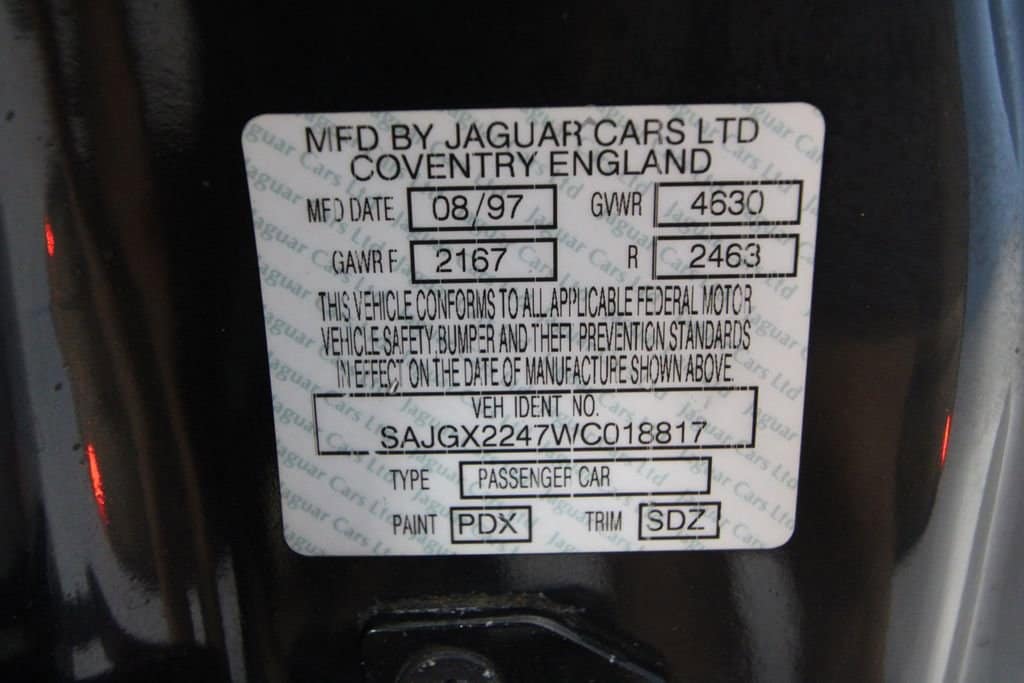 MFD BY JAGUAR CARS LTD
COVENTRY ENGLAND
MFD DATE 08/97 GVWR 4630
GAWR F 2167 R 2463
THIS VEHICLE CONFORMS TO ALL APPLICABLE FEDERAL MOTOR
VEHICLE SAFETY, BUMPER AND THEFT PREVENTION STANDARDS
IN EFFECT ON THE DATE OF MANUFACTURE SHOWN ABOVE.
VEH IDENT NO.
SAJGX2247WC018817
TYPE PASSENGER CAR
PAINT PDX TRIM SDZ